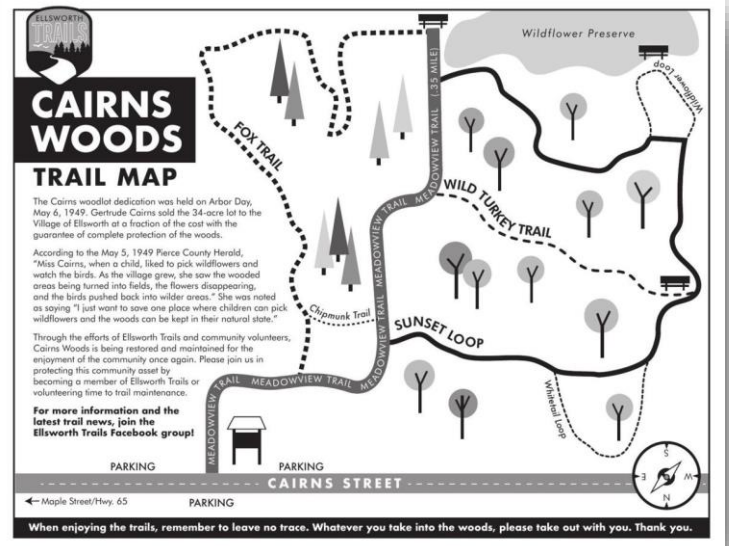 ELLSWORTH
TRAILS
CAIRNS
WOODS
TRAIL MAP
The Cairns woodlot dedication was held on Arbor Day,
May 6, 1949. Gertrude Cairns sold the 34-acre lot to the
Village of Ellsworth at a fraction of the cost with the
guarantee of complete protection of the woods.
According to the May 5, 1949 Pierce County Herald,
"Miss Cairns, when a child, liked to pick wildflowers and
watch the birds. As the village grew, she saw the wooded
areas being turned into fields, the flowers disappearing,
and the birds pushed back into wilder areas." She was noted
as saying "I just want to save one place where children can pick
wildflowers and the woods can be kept in their natural state."
Through the efforts of Ellsworth Trails and community volunteers,
Cairns Woods is being restored and maintained for the
enjoyment of the community once again. Please join us in
protecting this community asset by
becoming a member of Ellsworth Trails or
volunteering time to trail maintenance.
For more information and the
latest trail news, join the
Ellsworth Trails Facebook group!
Wildflower Preserve
Wildflower Loop
MEADOWVIEW TRAIL (.35 MILE)
FOX TRAIL
MEADOWVIEW TRAIL
WILD TURKEY TRAIL
MEADOWVIEW TRAIL
Chipmunk Trail
MEADOWVIEW TRAIL
SUNSET LOOP
MEADOWVIEW TRAIL
MEADOWVIEW TRAIL
MEADOWVIEW TRAIL
Whitetail Loop
S
E
W
N
PARKING
PARKING
CAIRNS STREET
Maple Street/Hwy. 65
PARKING
When enjoying the trails, remember to leave no trace. Whatever you take into the woods, please take out with you. Thank you.